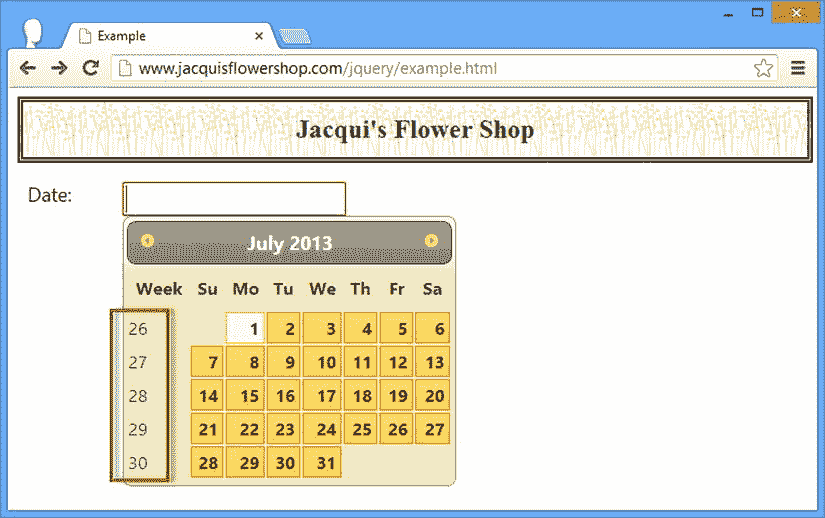 Example
www.jacquisflowershop.com/jquery/example.html
Jacqui's Flower Shop
Date:
July 2013
Week Su Mo Tu We Th Fr Sa
26 1 2 3 4 5 6
27 7 8 9 10 11 12 13
28 14 15 16 17 18 19 20
29 21 22 23 24 25 26 27
30 28 29 30 31